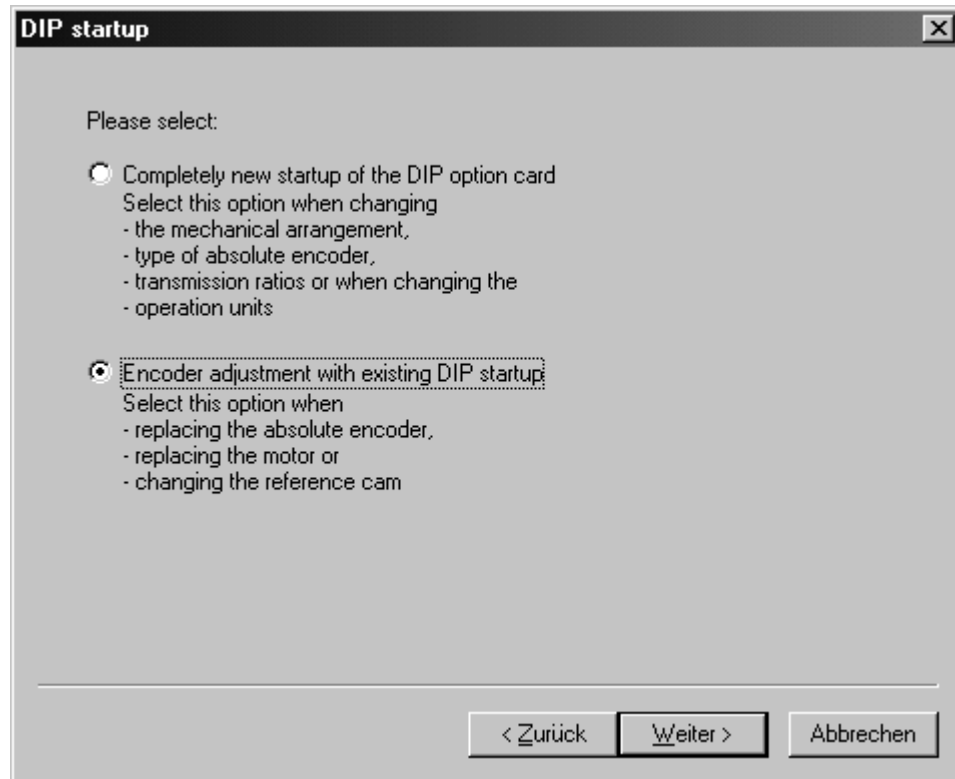 DIP startup
Please select:
Completely new startup of the DIP option card
Select this option when changing
- the mechanical arrangement,
- type of absolute encoder,
- transmission ratios or when changing the
- operation units
Encoder adjustment with existing DIP startup
Select this option when
- replacing the absolute encoder,
- replacing the motor or
- changing the reference cam
< Zurück
Weiter >
Abbrechen